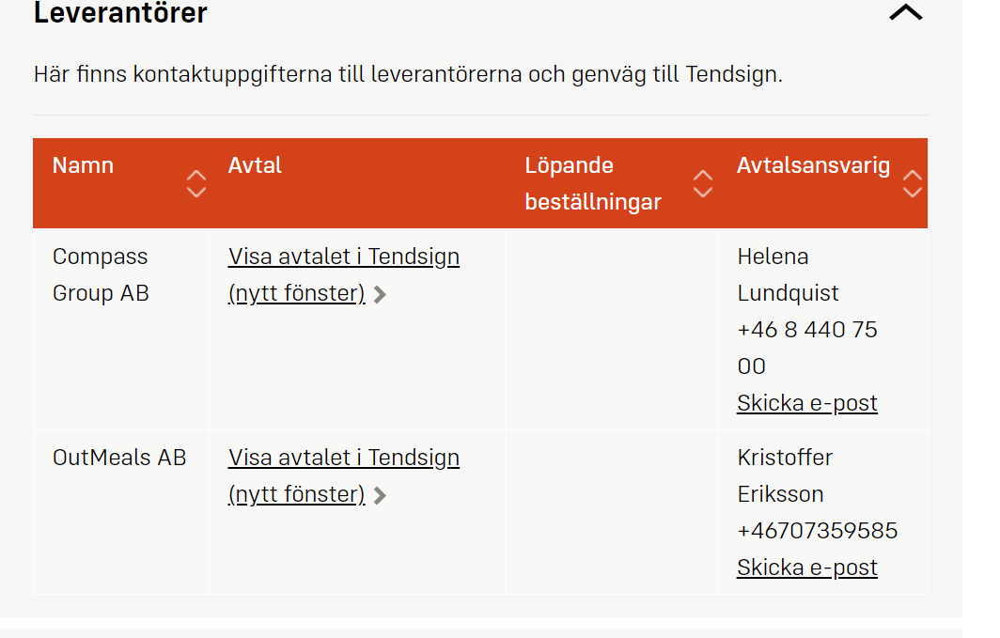 Leverantörer
Här finns kontaktuppgifterna till leverantörerna och genväg till Tendsign.
Namn
Avtal
Löpande
beställningar
Avtalsansvarig
Compass
Group AB
Visa avtalet i Tendsign
(nytt fönster)
Helena
Lundquist
+46 8 440 75
00
Skicka e-post
OutMeals AB
Visa avtalet i Tendsign
(nytt fönster)
Kristoffer
Eriksson
+46707359585
Skicka e-post